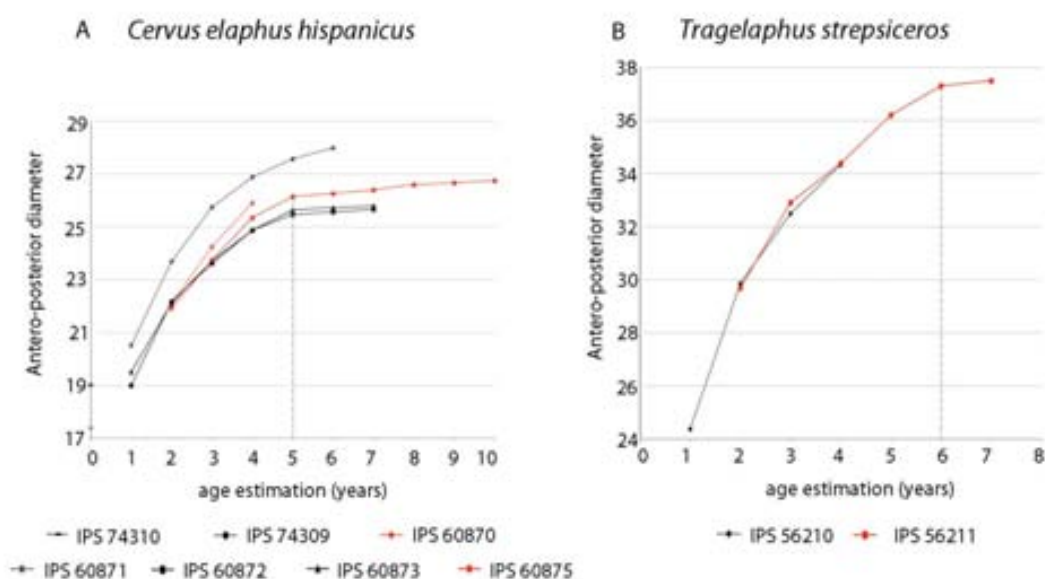 A Cervus elaphus hispanicus
B Tragelaphus strepsiceros
Antero-posterior diameter
29
27
25
23
21
19
17
0 1 2 3 4 5 6 7 8 9 10
age estimation (years)
IPS 74310 IPS 74309 IPS 60870
IPS 60871 IPS 60872 IPS 60873 IPS 60875
Antero-posterior diameter
38
36
34
32
30
28
26
24
0 1 2 3 4 5 6 7 8
age estimation (years)
IPS 56210 IPS 56211